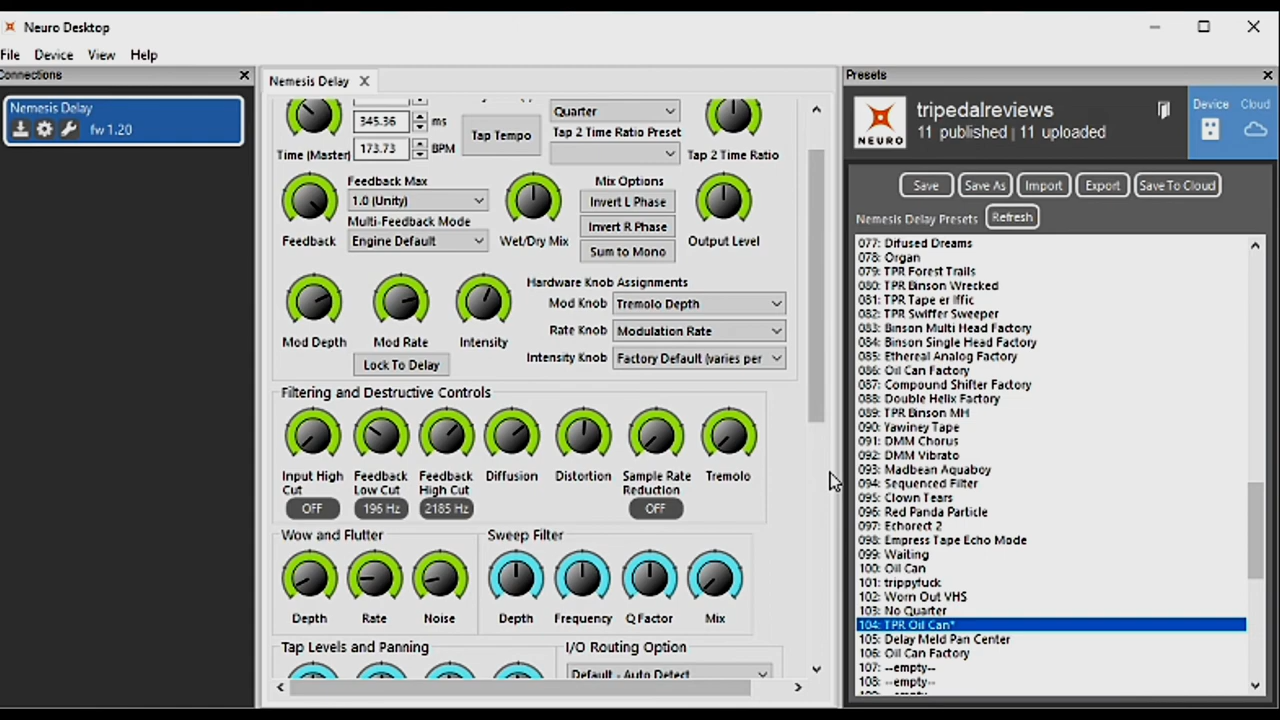 Neuro Desktop
File Device View Help
Connections
Nemesis Delay
fw 1.20
Nemesis Delay
345.36 ms
173.73 BPM
Time (Master)
Tap Tempo
Quarter
Tap 2 Time Ratio Preset
Tap 2 Time Ratio
Feedback
Feedback Max
1.0 (Unity)
Multi-Feedback Mode
Engine Default
Wet/Dry Mix
Mix Options
Invert L Phase
Invert R Phase
Sum to Mono
Output Level
Mod Depth
Mod Rate
Intensity
Lock To Delay
Hardware Knob Assignments
Mod Knob Tremolo Depth
Rate Knob Modulation Rate
Intensity Knob Factory Default (varies per
Filtering and Destructive Controls
Input High
Cut
OFF
Feedback
Low Cut
196 Hz
Feedback
High Cut
2185 Hz
Diffusion
Distortion
Sample Rate
Reduction
OFF
Tremolo
Wow and Flutter
Depth
Rate
Noise
Sweep Filter
Depth
Frequency
Q Factor
Mix
Tap Levels and Panning
I/O Routing Option
Default - Auto Detect
Presets
NEURO
tripedalreviews
11 published | 11 uploaded
Device
Cloud
Save
Save As
Import
Export
Save To Cloud
Nemesis Delay Presets
Refresh
077: Difused Dreams
078: Organ
079: TPR Forest Trails
080: TPR Binson Wrecked
081: TPR Tape er Iffic
082: TPR Swiffer Sweeper
083: Binson Multi Head Factory
084: Binson Single Head Factory
085: Ethereal Analog Factory
086: Oil Can Factory
087: Compound Shifter Factory
088: Double Helix Factory
089: TPR Binson MH
090: Yawiney Tape
091: DMM Chorus
092: DMM Vibrato
093: Madbean Aquaboy
094: Sequenced Filter
095: Clown Tears
096: Red Panda Particle
097: Echorect 2
098: Empress Tape Echo Mode
099: Waiting
100: Oil Can
101: trippyfuck
102: Worn Out VHS
103: No Quarter
104: TPR Oil Can*
105: Delay Meld Pan Center
106: Oil Can Factory
107: --empty--
108: --empty--